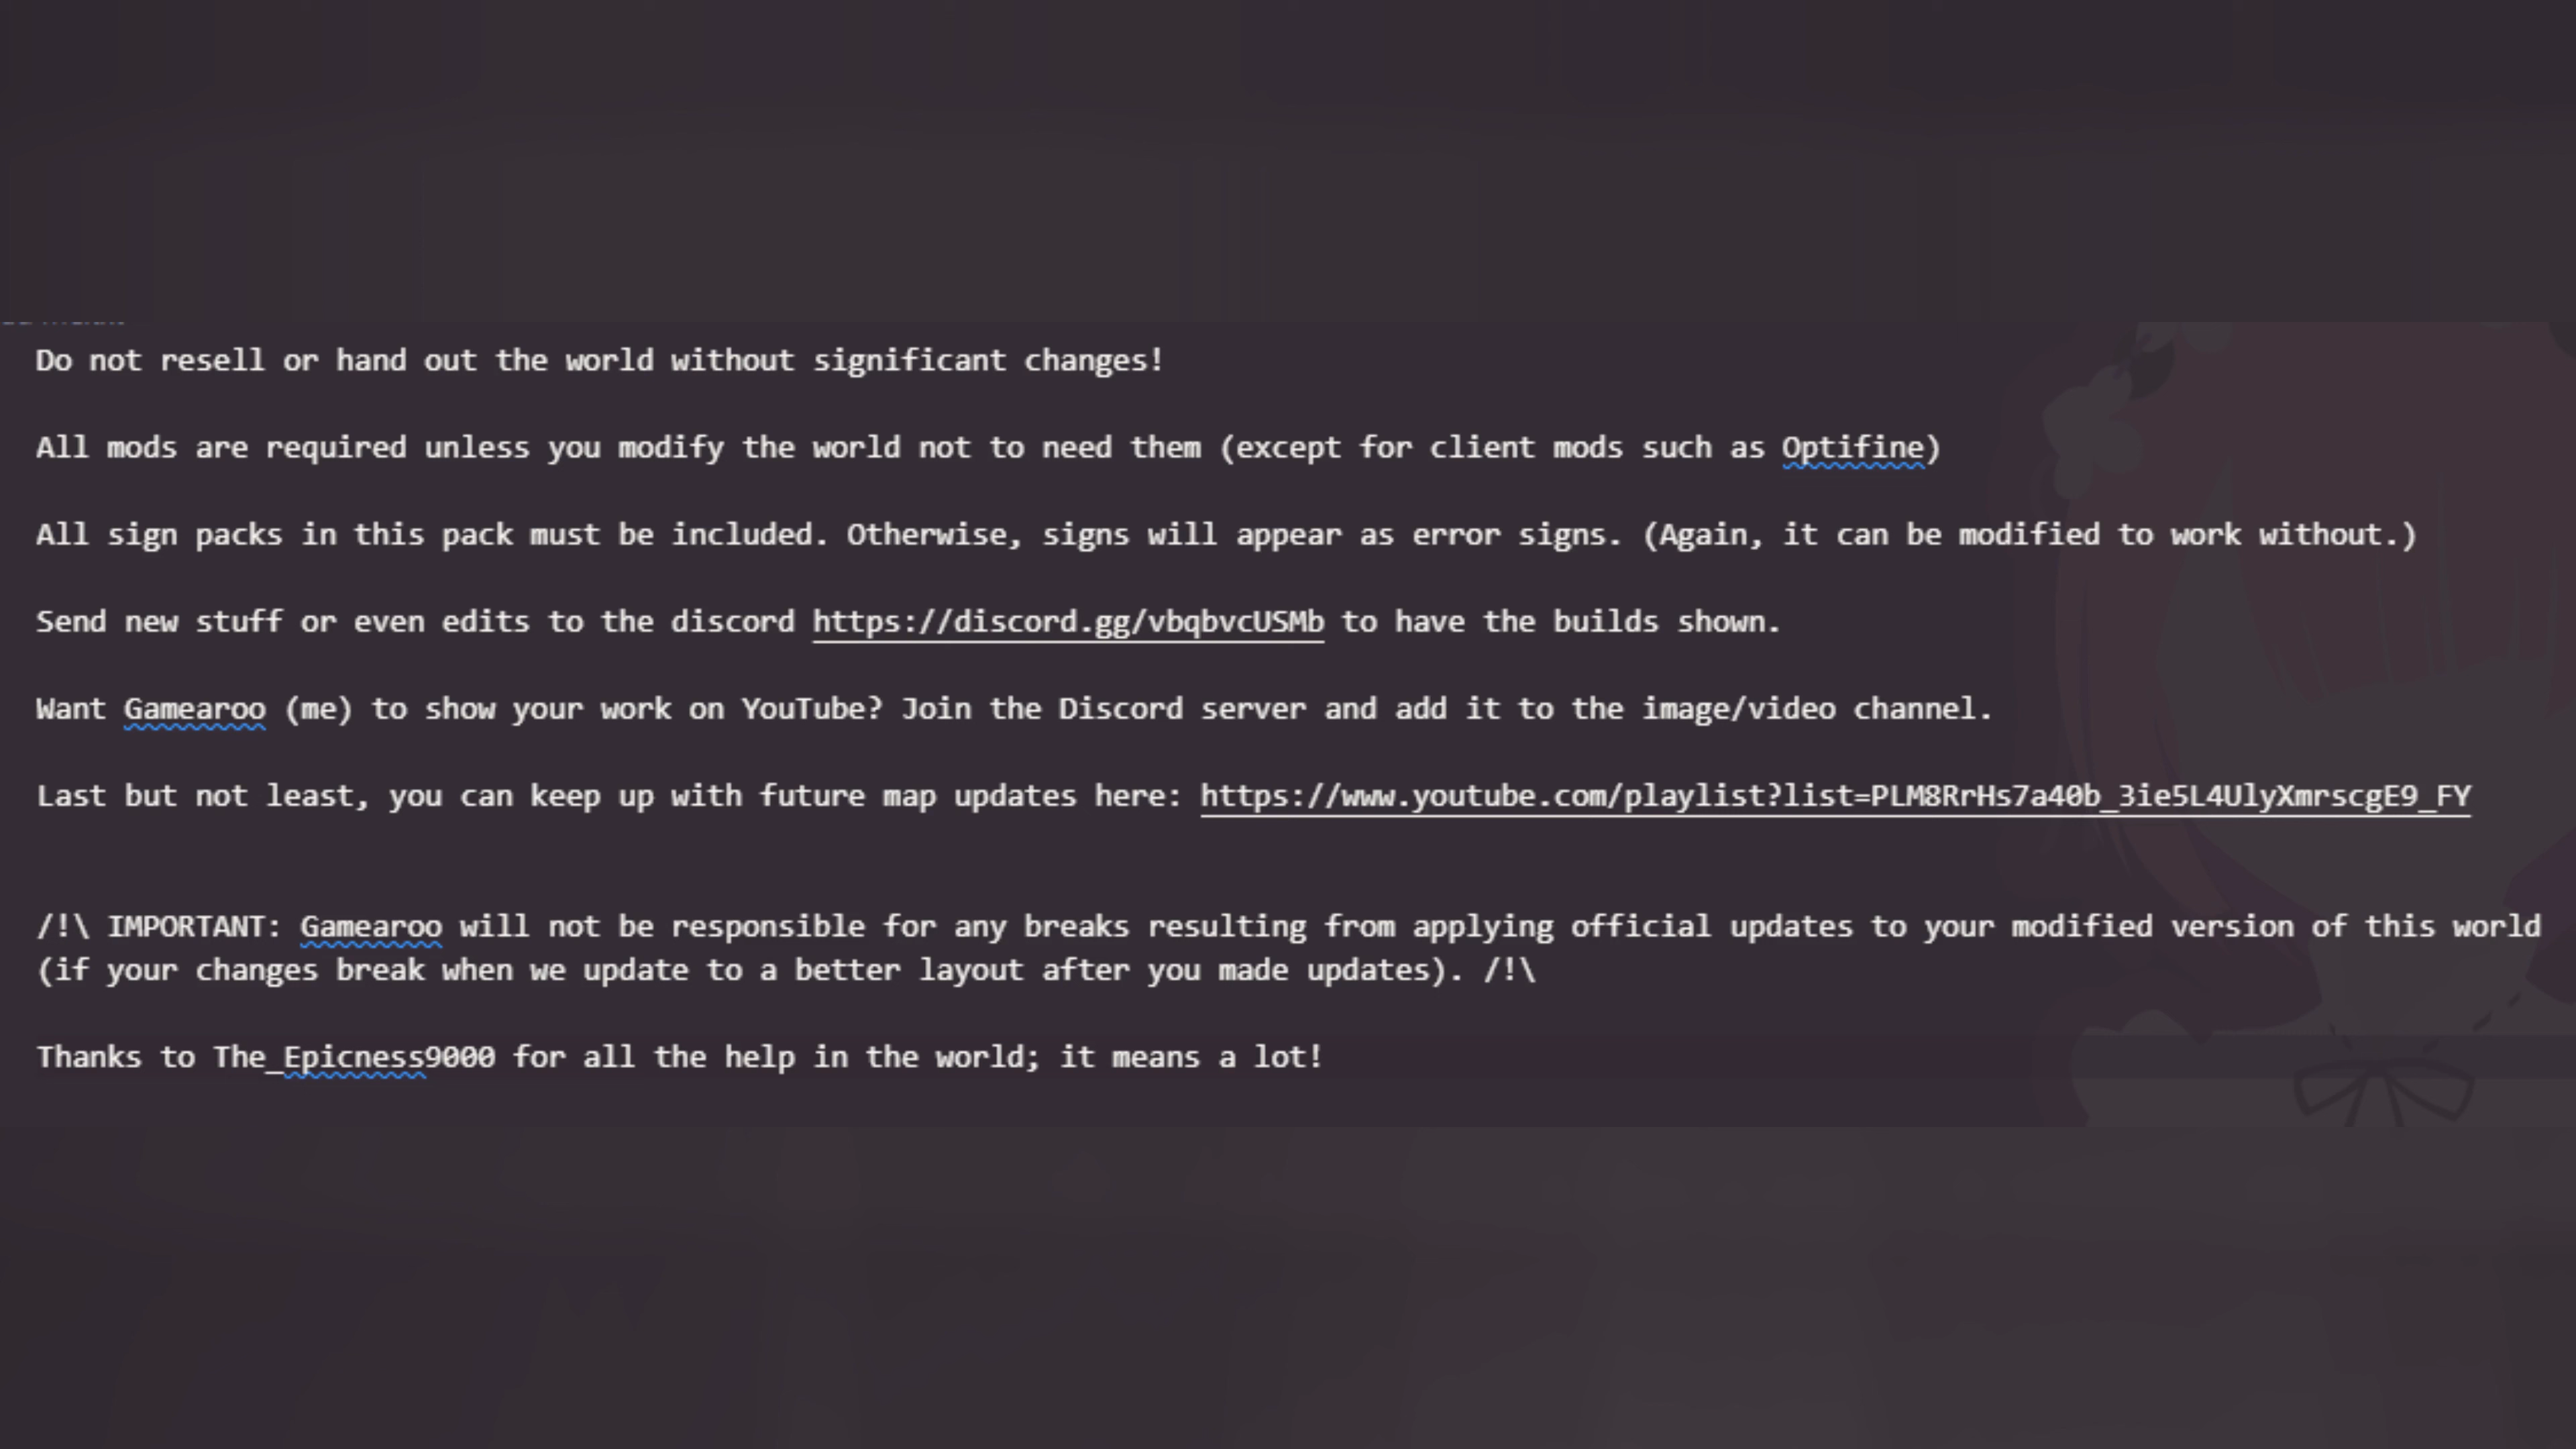 Do not resell or hand out the world without significant changes!
All mods are required unless you modify the world not to need them (except for client mods such as Optifine)
All sign packs in this pack must be included. Otherwise, signs will appear as error signs. (Again, it can be modified to work without.)
Send new stuff or even edits to the discord https://discord.gg/vbqbvcUSMb to have the builds shown.
Want Gamearoo (me) to show your work on YouTube? Join the Discord server and add it to the image/video channel.
Last but not least, you can keep up with future map updates here: https://www.youtube.com/playlist?list=PLM8RrHs7a40b_3ie5L4UlyXmrscgE9_FY
/!\ IMPORTANT: Gamearoo will not be responsible for any breaks resulting from applying official updates to your modified version of this world
(if your changes break when we update to a better layout after you made updates). /!\
Thanks to The_Epicness9000 for all the help in the world; it means a lot!